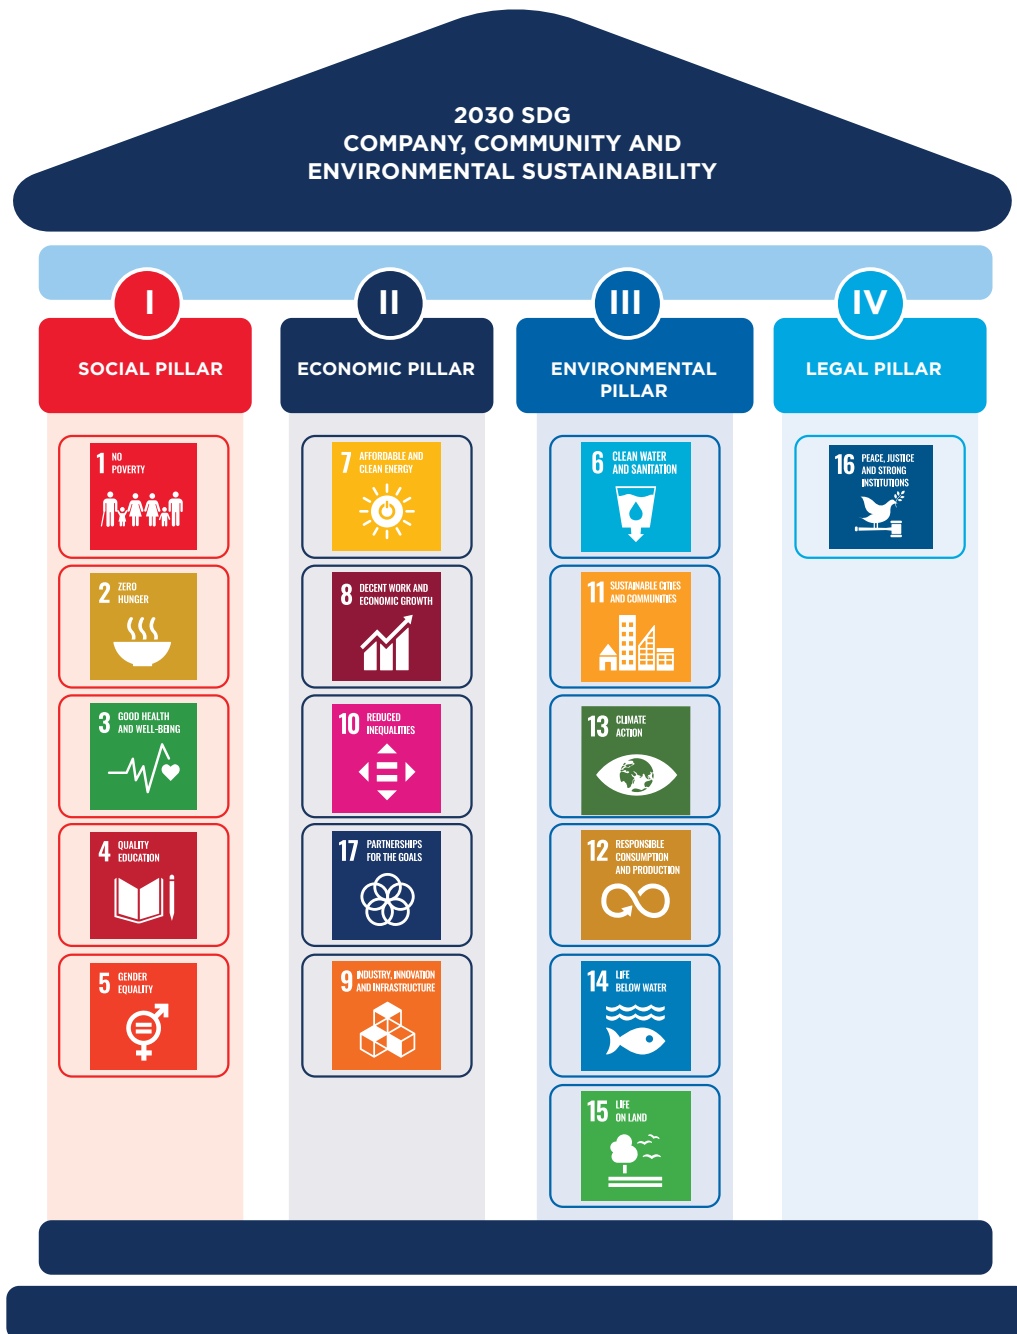 2030 SDG
COMPANY, COMMUNITY AND
ENVIRONMENTAL SUSTAINABILITY
I
SOCIAL PILLAR
1 NO
POVERTY
2 ZERO
HUNGER
3 GOOD HEALTH
AND WELL-BEING
4 QUALITY
EDUCATION
5 GENDER
EQUALITY
II
ECONOMIC PILLAR
7 AFFORDABLE AND
CLEAN ENERGY
8 DECENT WORK AND
ECONOMIC GROWTH
10 REDUCED
INEQUALITIES
17 PARTNERSHIPS
FOR THE GOALS
9 INDUSTRY, INNOVATION
AND INFRASTRUCTURE
III
ENVIRONMENTAL
PILLAR
6 CLEAN WATER
AND SANITATION
11 SUSTAINABLE CITIES
AND COMMUNITIES
13 CLIMATE
ACTION
12 RESPONSIBLE
CONSUMPTION
AND PRODUCTION
14 LIFE
BELOW WATER
15 LIFE
ON LAND
IV
LEGAL PILLAR
16 PEACE, JUSTICE
AND STRONG
INSTITUTIONS